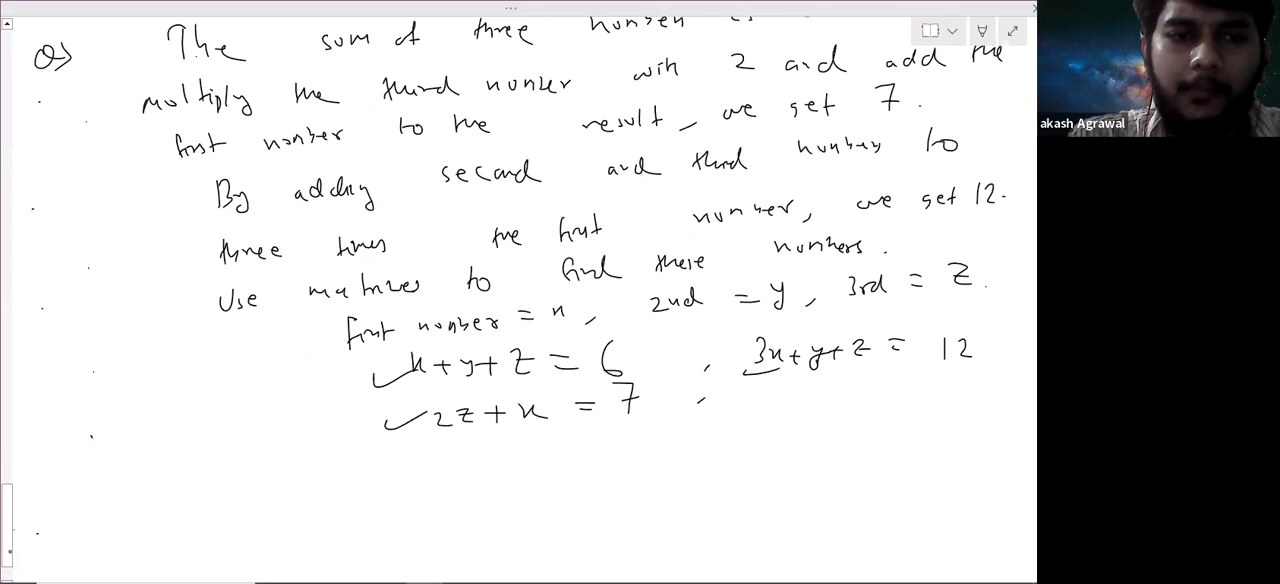 Q) The sum of three
multiply the third number with 2 and add the
first number to the result, we get 7.
By adding second and third number to
three times the first number, we get 12.
Use matrices to find these numbers.
first number = x, 2nd = y, 3rd = z.
x+y+z = 6, 3x+y+z = 12
2z+x = 7,
akash Agrawal